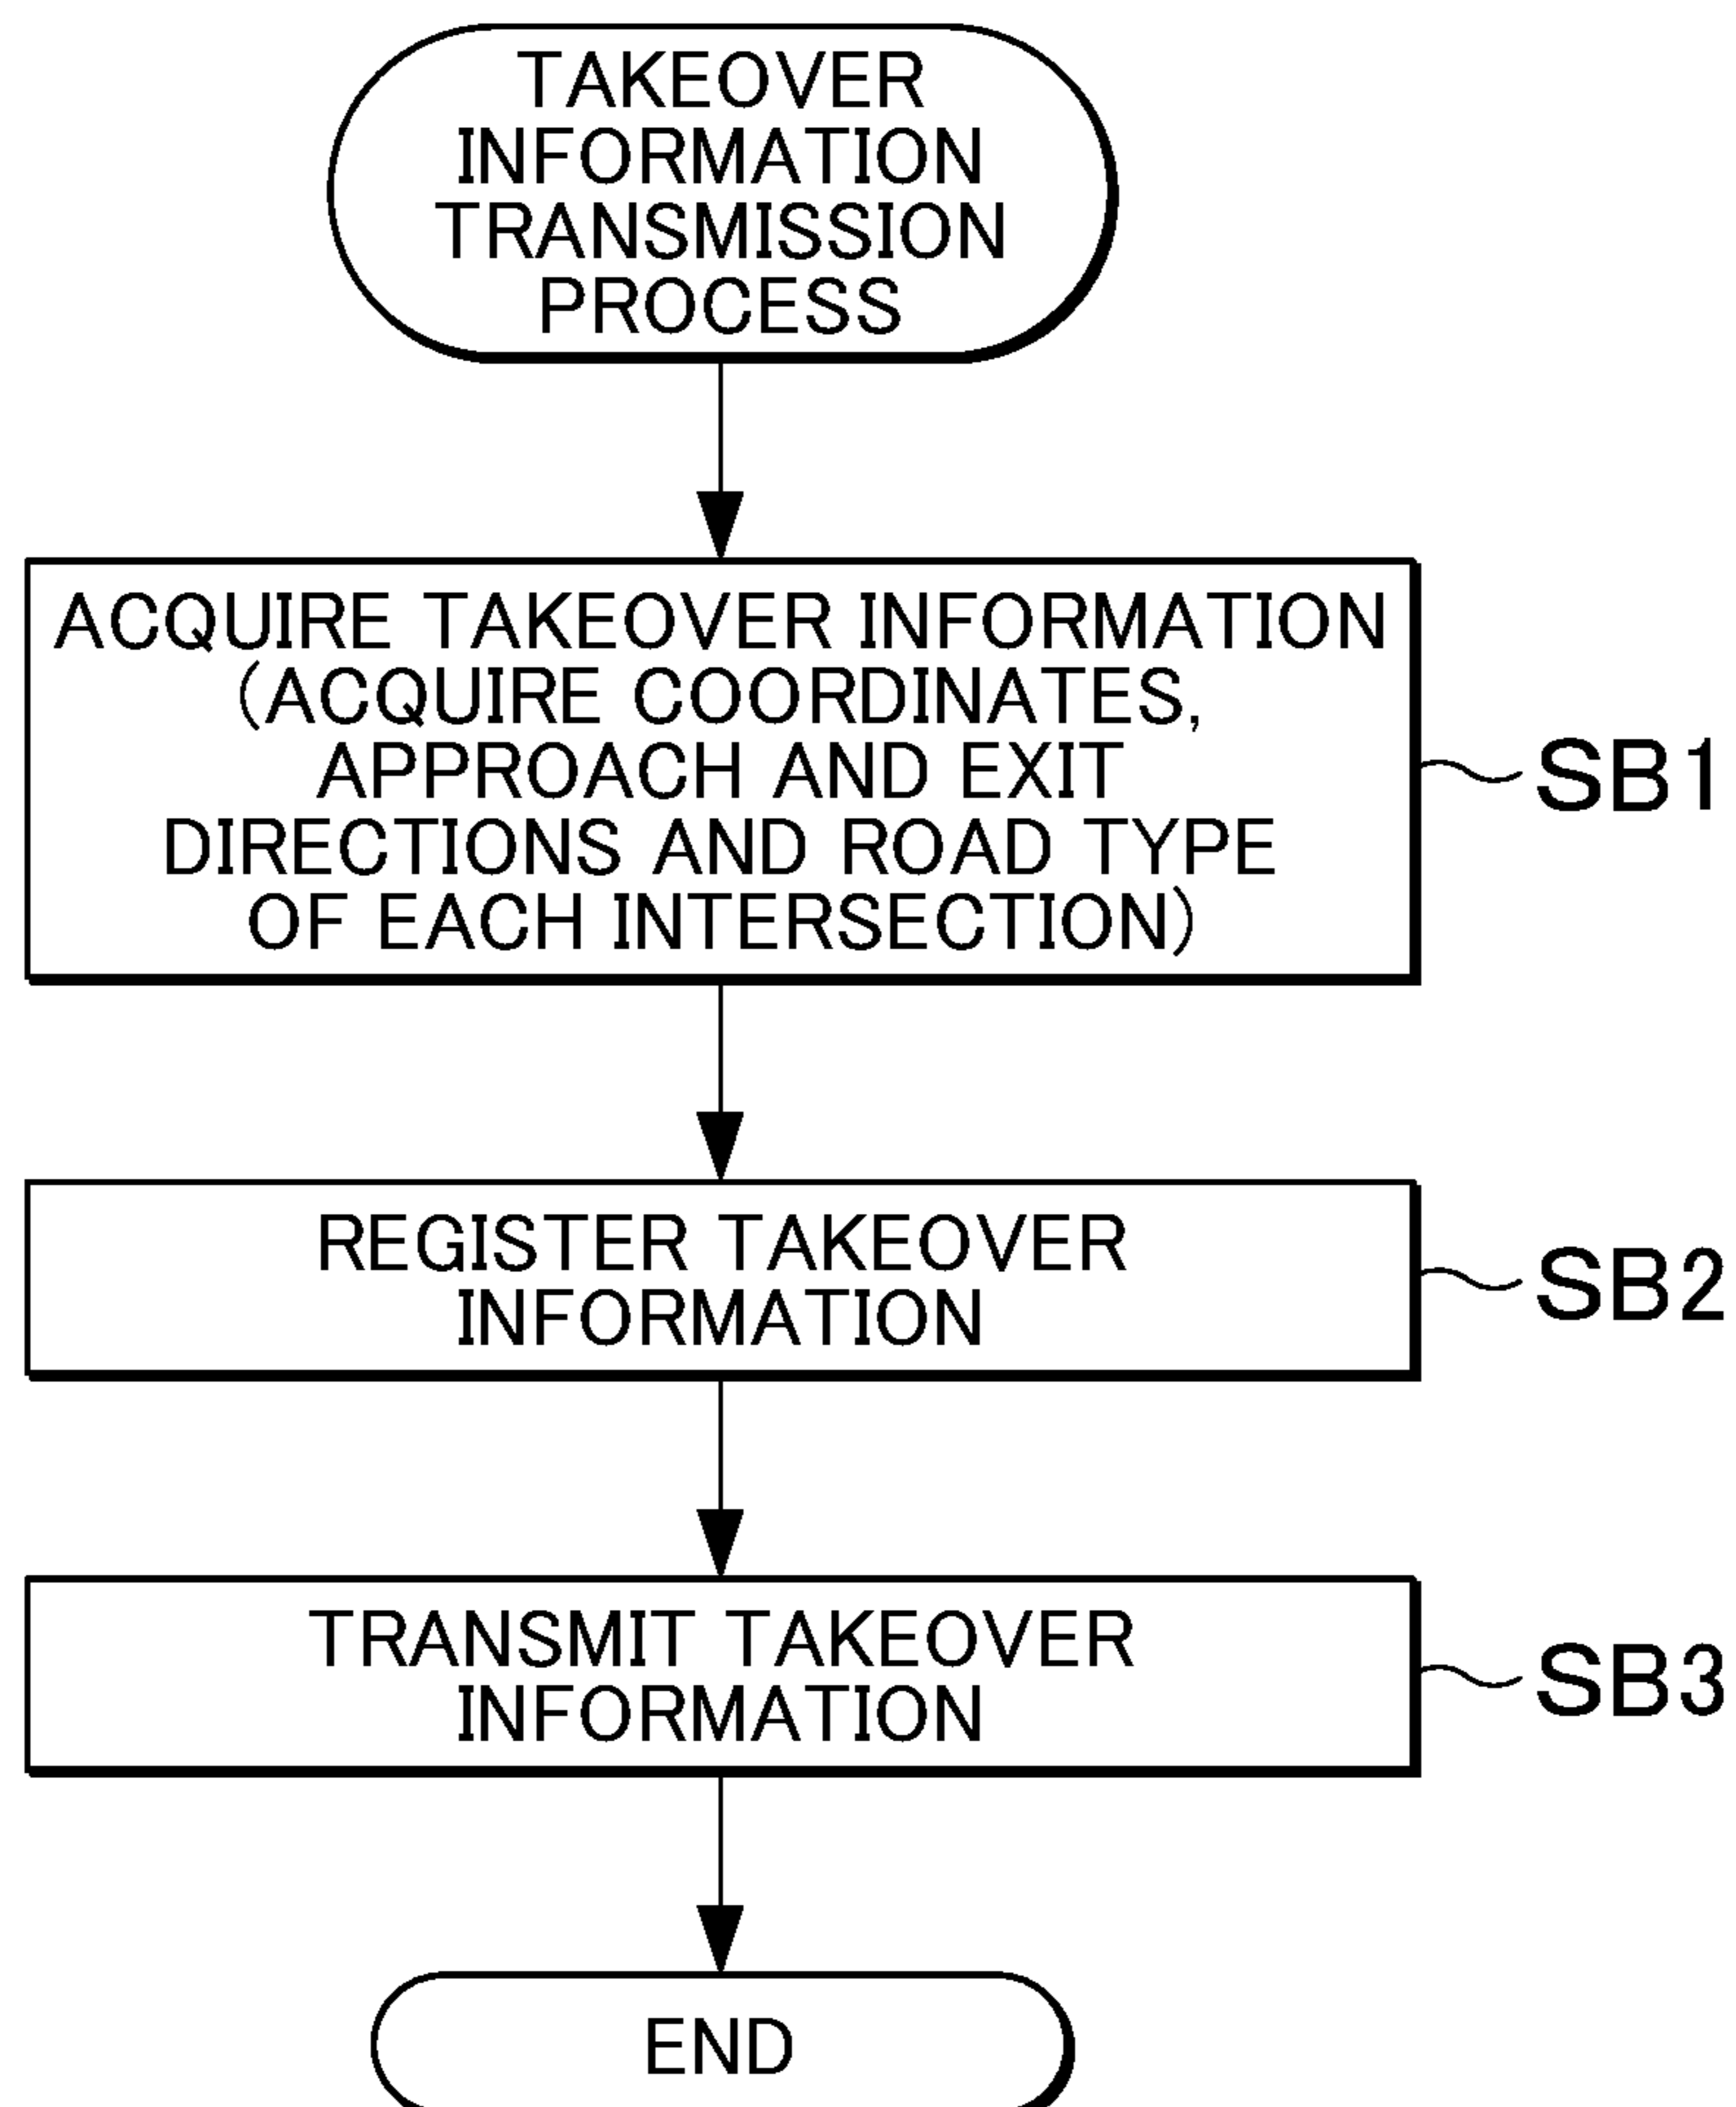 TAKEOVER
INFORMATION
TRANSMISSION
PROCESS
ACQUIRE TAKEOVER INFORMATION
(ACQUIRE COORDINATES,
APPROACH AND EXIT
DIRECTIONS AND ROAD TYPE
OF EACH INTERSECTION)
SB1
REGISTER TAKEOVER
INFORMATION
SB2
TRANSMIT TAKEOVER
INFORMATION
SB3
END